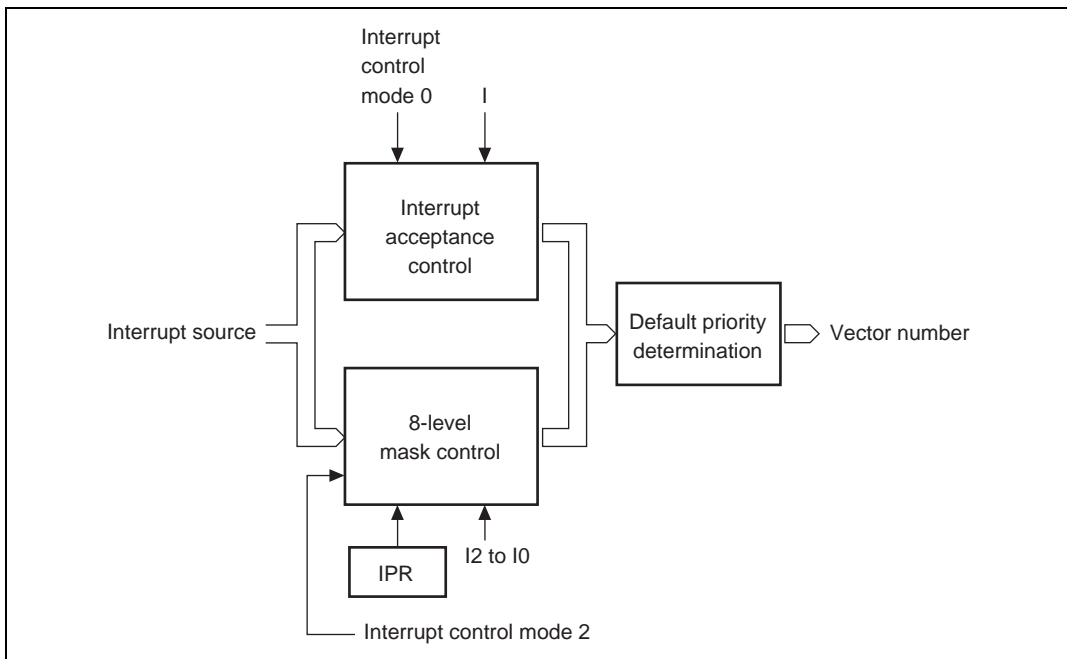 Interrupt
control
mode 0
I
Interrupt
acceptance
control
Interrupt source
Default priority
determination
Vector number
8-level
mask control
I2 to I0
IPR
Interrupt control mode 2